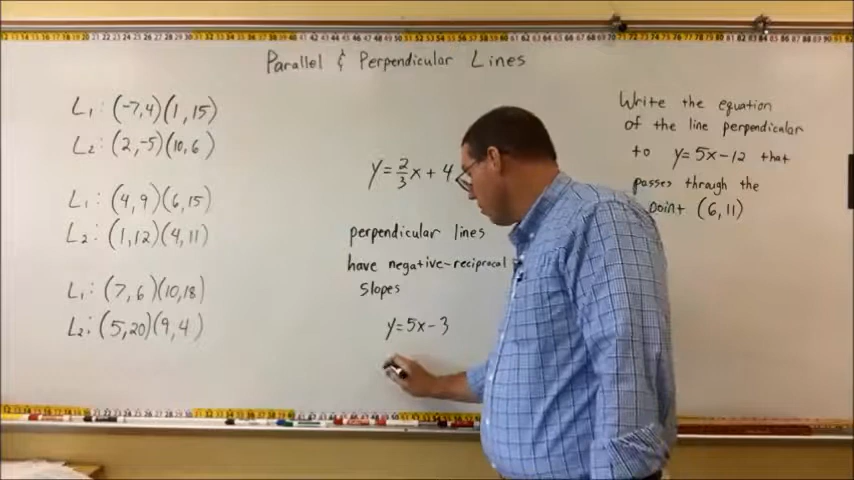 Parallel & Perpendicular Lines
L₁: (-7,4)(1,15)
L₂: (2,-5)(10,6)
L₁: (4,9)(6,15)
L₂: (1,12)(4,11)
L₁: (7,6)(10,18)
L₂: (5,20)(9,4)
y=2/3x+4
perpendicular lines
have negative-reciprocal
slopes
y=5x-3
Write the equation
of the line perpendicular
to y=5x-12 that
passes through the
point (6,11)